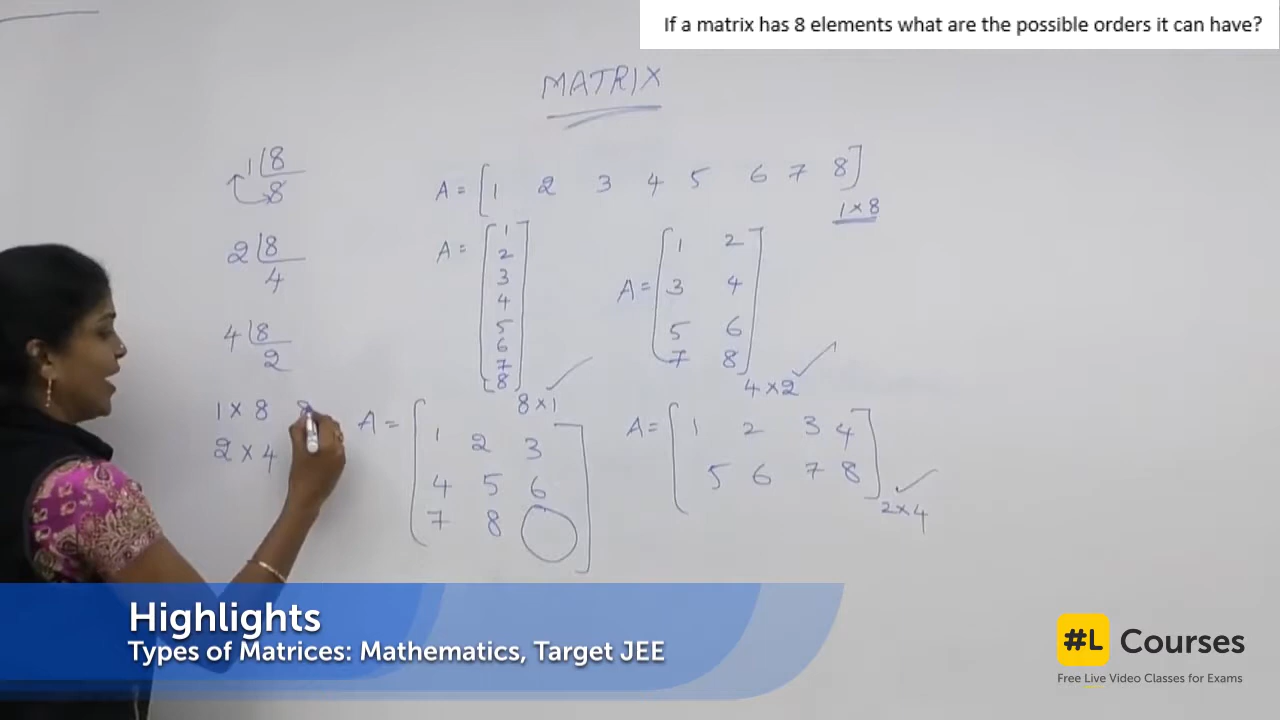 If a matrix has 8 elements what are the possible orders it can have?
MATRIX
1 8
8
2 8
4
4 8
2
1 × 8 8
2 × 4
A = [ 1 2 3 4 5 6 7 8 ]
1 × 8
A = [ 1
2
3
4
5
6
7
8 ]
8 × 1
A = [ 1 2
3 4
5 6
7 8 ]
4 × 2
A = [ 1 2 3
4 5 6
7 8 ]
A = [ 1 2 3 4
5 6 7 8 ]
2 × 4
Highlights
Types of Matrices: Mathematics, Target JEE
#L Courses
Free Live Video Classes for Exams